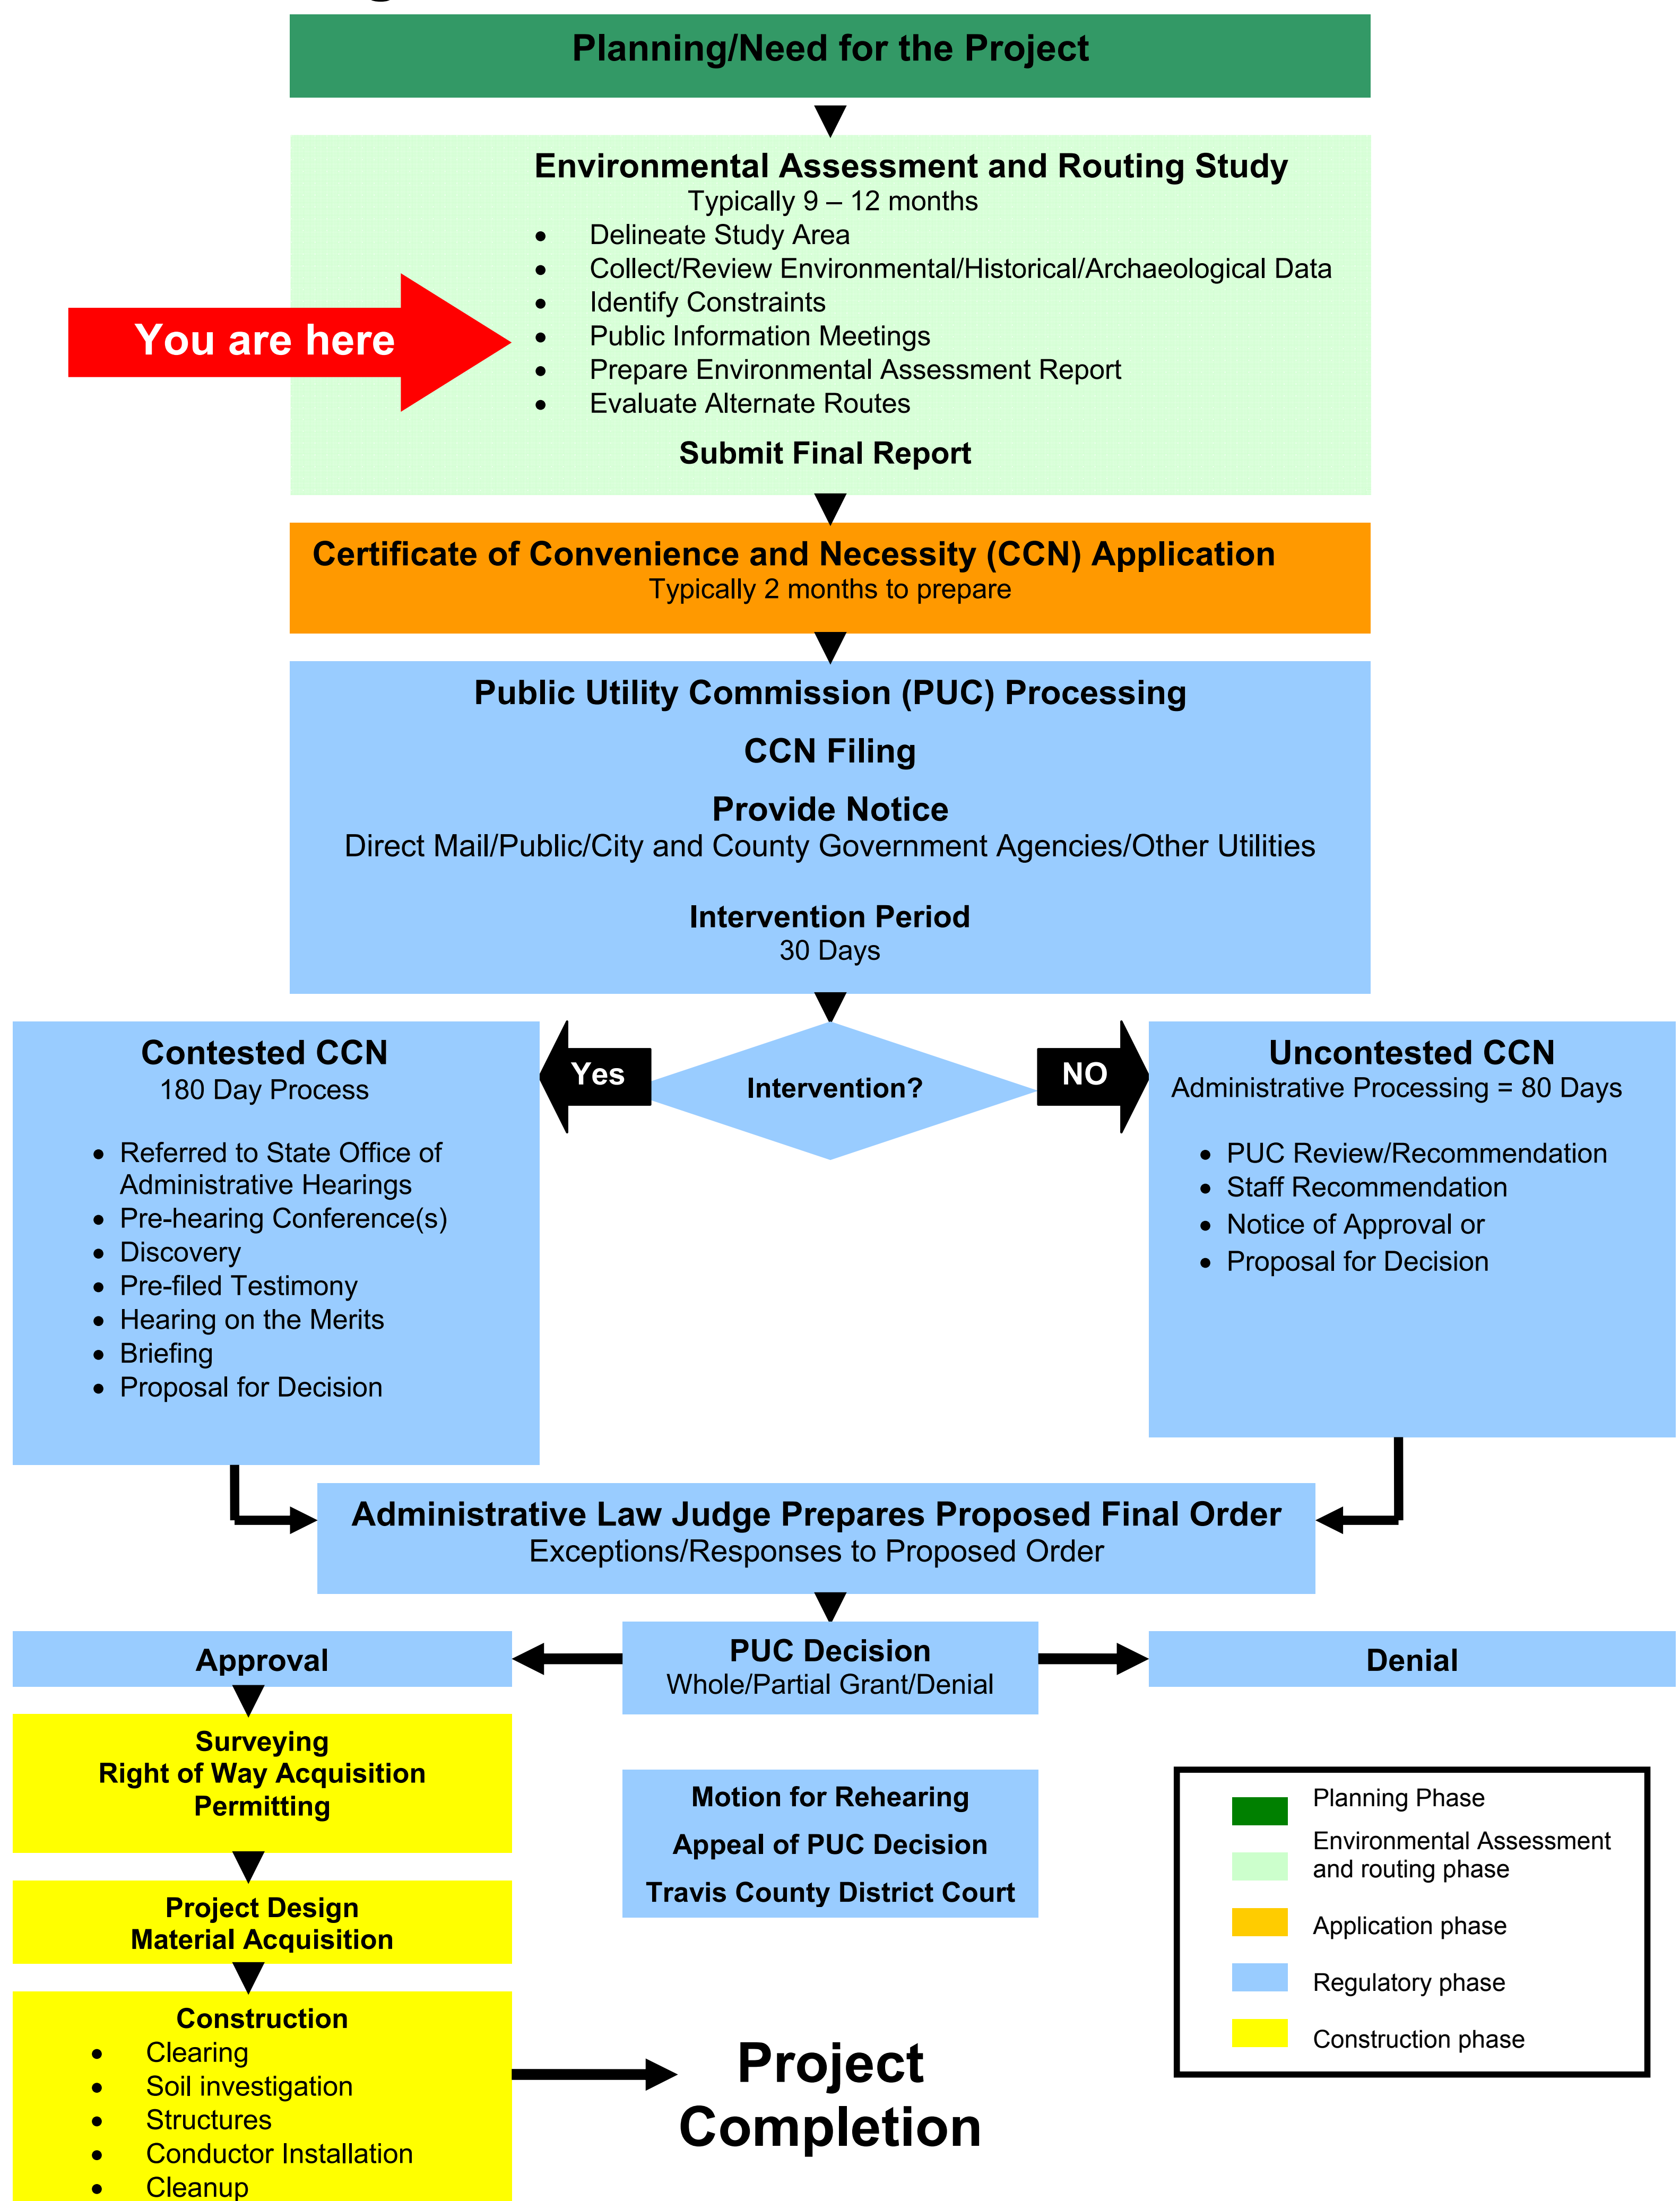 Planning/Need for the Project
Environmental Assessment and Routing Study
Typically 9 – 12 months
• Delineate Study Area
• Collect/Review Environmental/Historical/Archaeological Data
• Identify Constraints
• Public Information Meetings
• Prepare Environmental Assessment Report
• Evaluate Alternate Routes
Submit Final Report
You are here
Certificate of Convenience and Necessity (CCN) Application
Typically 2 months to prepare
Public Utility Commission (PUC) Processing
CCN Filing
Provide Notice
Direct Mail/Public/City and County Government Agencies/Other Utilities
Intervention Period
30 Days
Intervention?
Yes
NO
Contested CCN
180 Day Process
• Referred to State Office of
Administrative Hearings
• Pre-hearing Conference(s)
• Discovery
• Pre-filed Testimony
• Hearing on the Merits
• Briefing
• Proposal for Decision
Uncontested CCN
Administrative Processing = 80 Days
• PUC Review/Recommendation
• Staff Recommendation
• Notice of Approval or
• Proposal for Decision
Administrative Law Judge Prepares Proposed Final Order
Exceptions/Responses to Proposed Order
Approval
PUC Decision
Whole/Partial Grant/Denial
Denial
Surveying
Right of Way Acquisition
Permitting
Motion for Rehearing
Appeal of PUC Decision
Travis County District Court
Project Design
Material Acquisition
Construction
• Clearing
• Soil investigation
• Structures
• Conductor Installation
• Cleanup
Project
Completion
Planning Phase
Environmental Assessment
and routing phase
Application phase
Regulatory phase
Construction phase